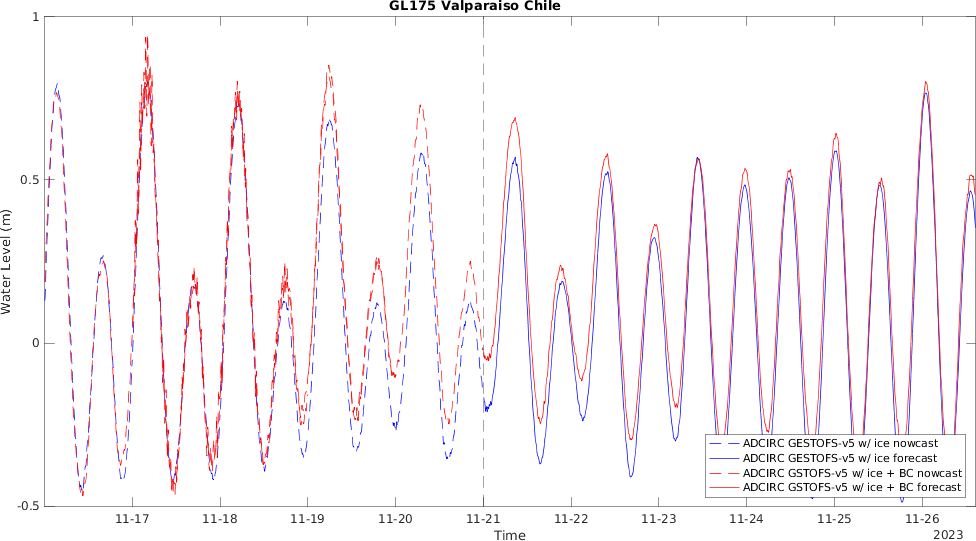 GL175 Valparaiso Chile
Water Level (m)
1
0.5
0
-0.5
11-17
11-18
11-19
11-20
11-21
11-22
11-23
11-24
11-25
11-26
Time
2023
ADCIRC GESTOFS-v5 w/ ice nowcast
ADCIRC GESTOFS-v5 w/ ice forecast
ADCIRC GSTOFS-v5 w/ ice + BC nowcast
ADCIRC GSTOFS-v5 w/ ice + BC forecast